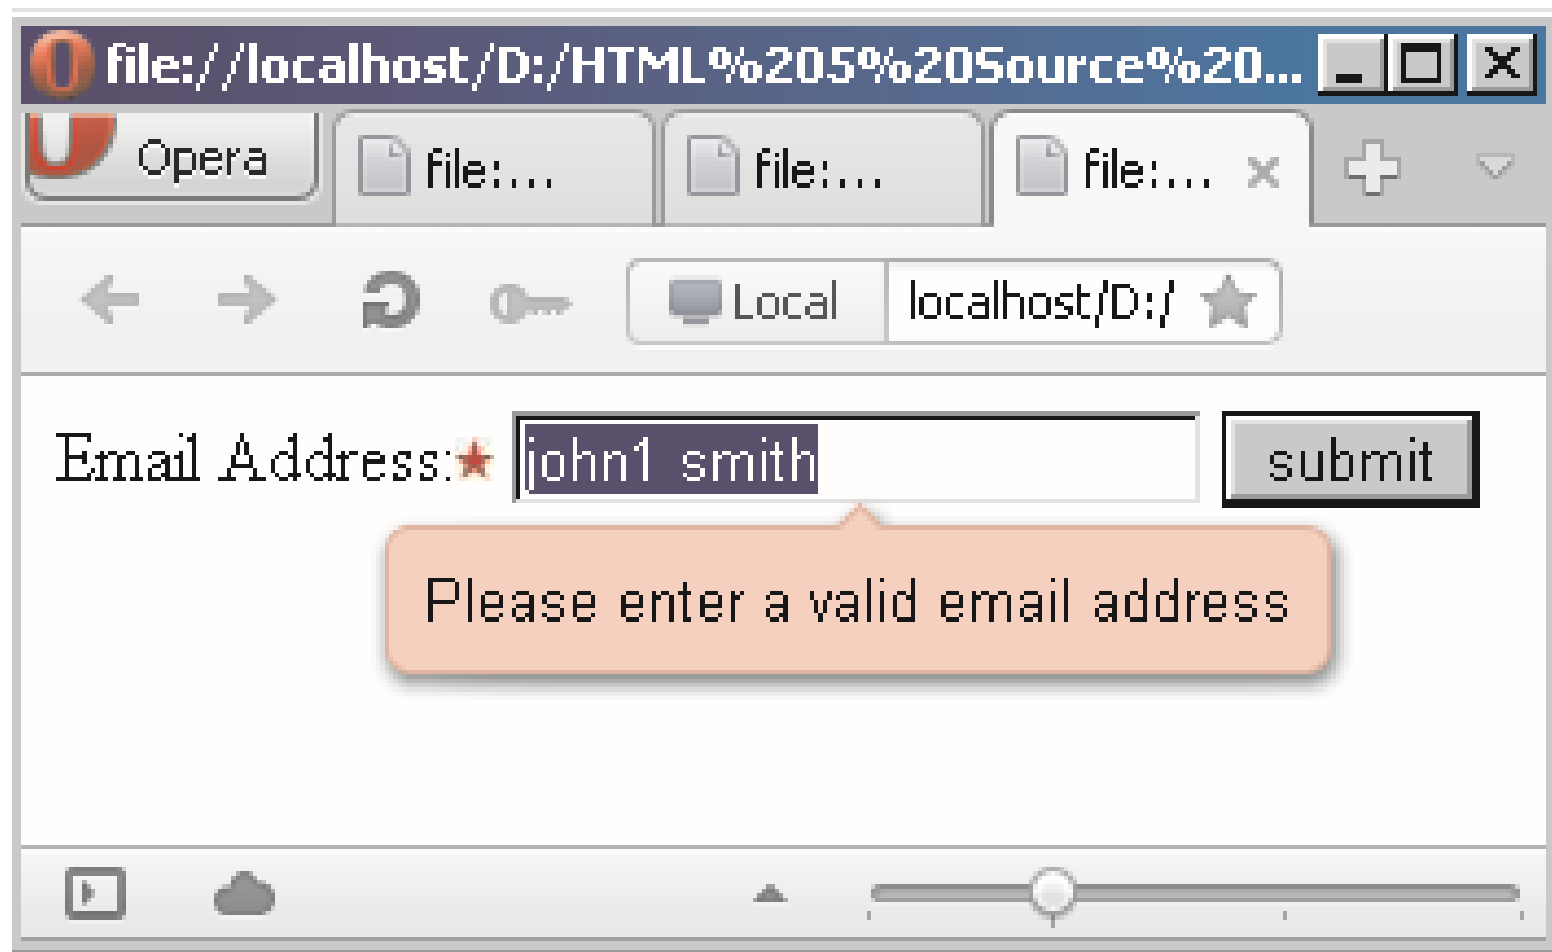 file://localhost/D:/HTML%205%20Source%20...
Opera file:... file:... file:...
Local localhost/D:/
Email Address: john1 smith submit
Please enter a valid email address